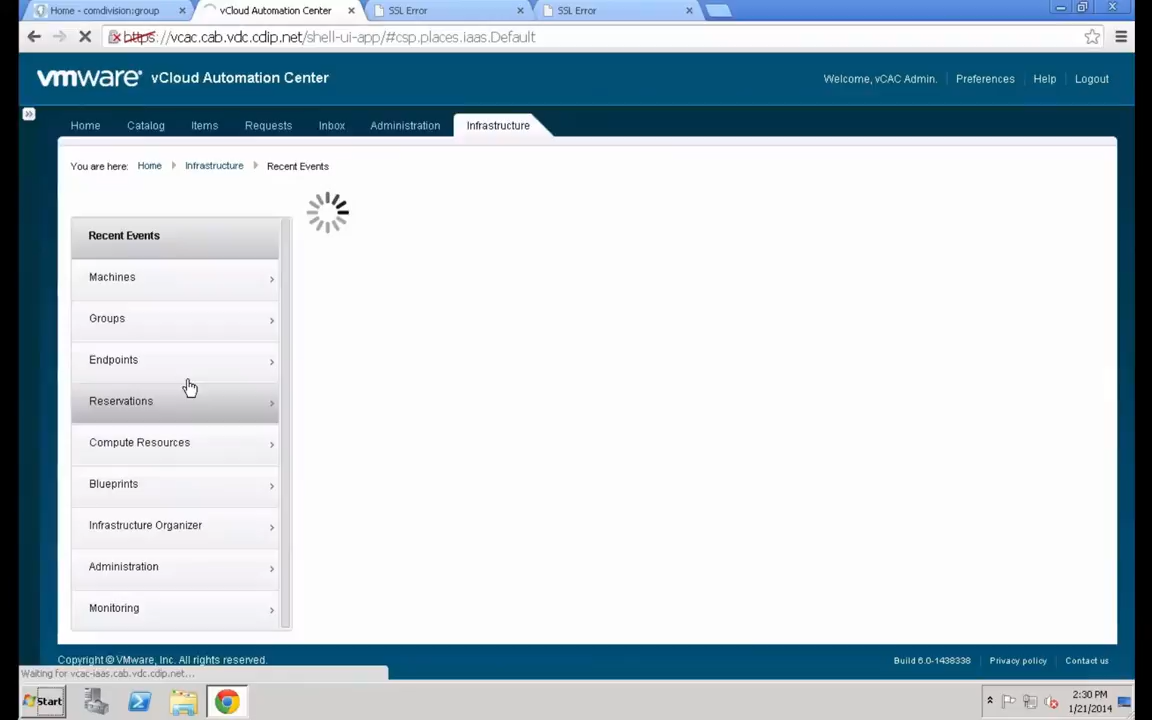 Home - comdivision:group
vCloud Automation Center
SSL Error
SSL Error
https://vcac.cab.vdc.cdip.net/shell-ui-app/#csp.places.iaas.Default
vmware vCloud Automation Center
Welcome, vCAC Admin.
Preferences
Help
Logout
Home
Catalog
Items
Requests
Inbox
Administration
Infrastructure
You are here: Home Infrastructure Recent Events
Recent Events
Machines
Groups
Endpoints
Reservations
Compute Resources
Blueprints
Infrastructure Organizer
Administration
Monitoring
Copyright © VMware, Inc. All rights reserved.
Build 6.0-1438338
Privacy policy
Contact us
Waiting for vcac-iaas.cab.vdc.cdip.net...
Start
2:30 PM
1/21/2014